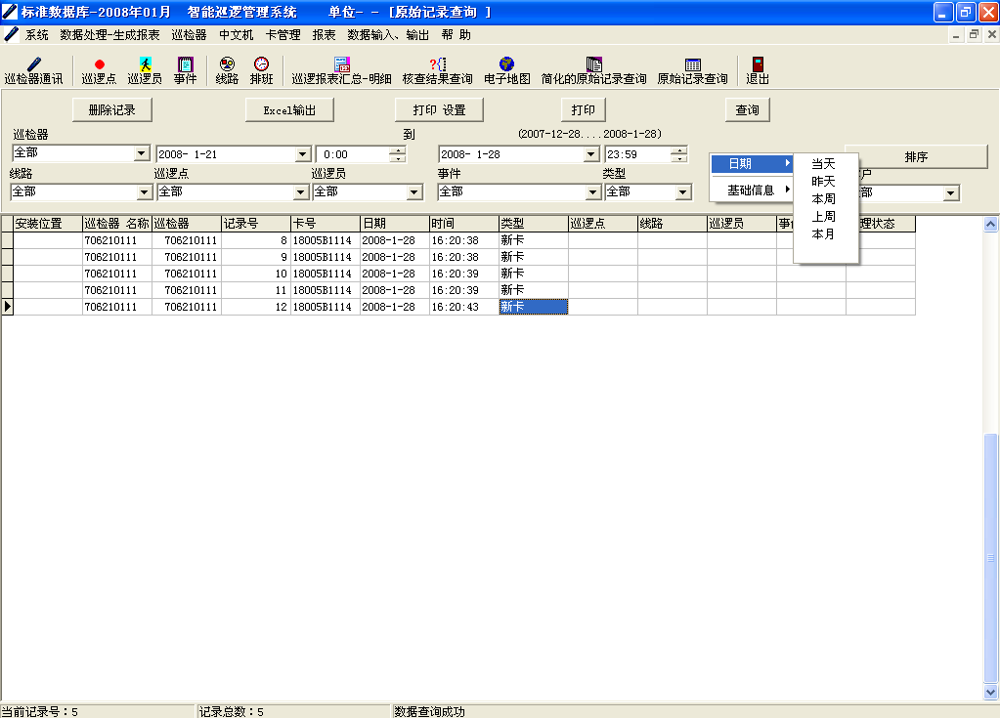 标准数据库-2008年01月 智能巡逻管理系统 单位- - [原始记录查询 ]
系统 数据处理-生成报表 巡检器 中文机 卡管理 报表 数据输入、输出 帮 助
巡检器通讯 巡逻点 巡逻员 事件 线路 排班 巡逻报表汇总-明细 核查结果查询 电子地图 简化的原始记录查询 原始记录查询 退出
删除记录 Excel输出 打印 设置 打印 查询
巡检器 到 (2007-12-28....2008-1-28)
全部 2008- 1-21 0:00 2008- 1-28 23:59 排序
线路 巡逻点 巡逻员 事件 类型 户
全部 全部 全部 全部 全部 部
日期
基础信息
当天
昨天
本周
上周
本月
安装位置 巡检器 名称 巡检器 记录号 卡号 日期 时间 类型 巡逻点 线路 巡逻员 事 理状态
706210111 706210111 8 18005B1114 2008-1-28 16:20:38 新卡
706210111 706210111 9 18005B1114 2008-1-28 16:20:38 新卡
706210111 706210111 10 18005B1114 2008-1-28 16:20:39 新卡
706210111 706210111 11 18005B1114 2008-1-28 16:20:39 新卡
706210111 706210111 12 18005B1114 2008-1-28 16:20:43 新卡
当前记录号：5 记录总数：5 数据查询成功